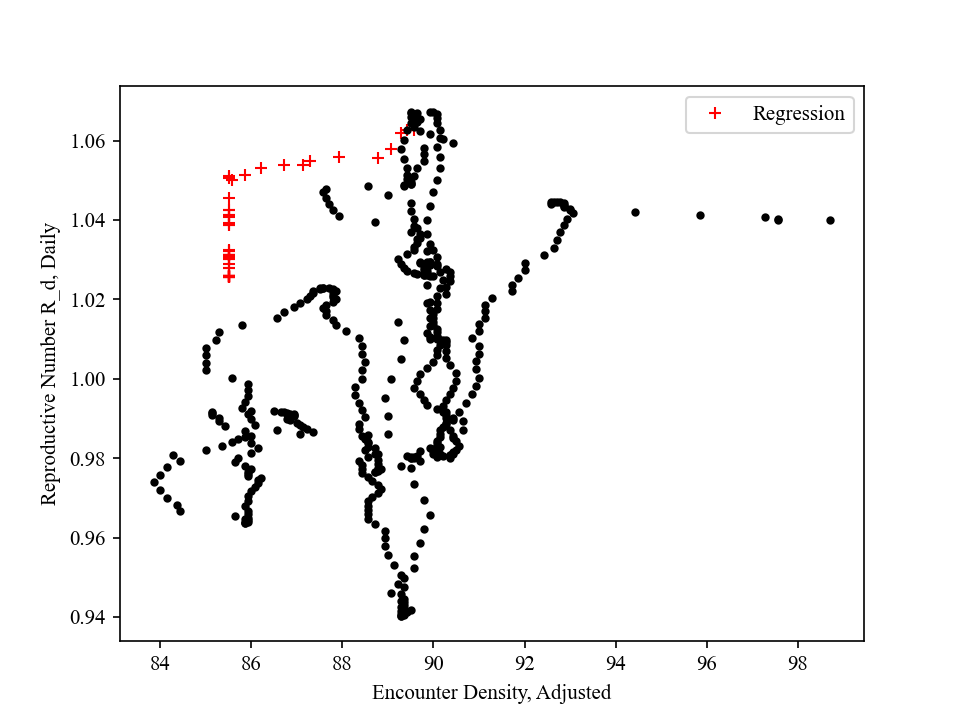 Regression
1.06
1.04
1.02
1.00
0.98
0.96
0.94
Reproductive Number R_d, Daily
84 86 88 90 92 94 96 98
Encounter Density, Adjusted